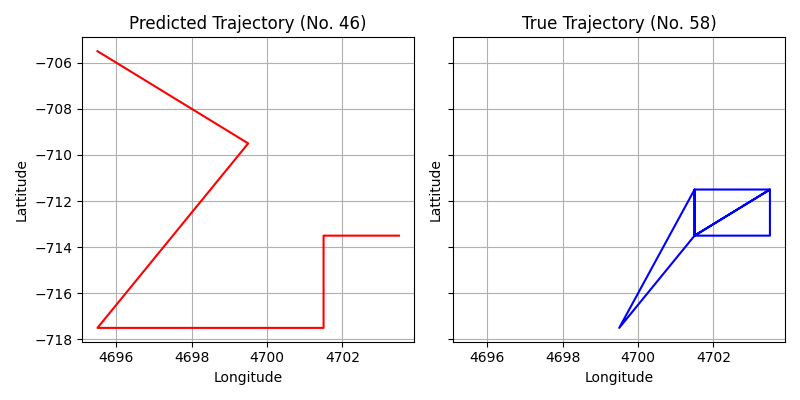 Predicted Trajectory (No. 46)
True Trajectory (No. 58)
Lattitude
−706
−708
−710
−712
−714
−716
−718
4696
4698
4700
4702
Longitude
Lattitude
4696
4698
4700
4702
Longitude